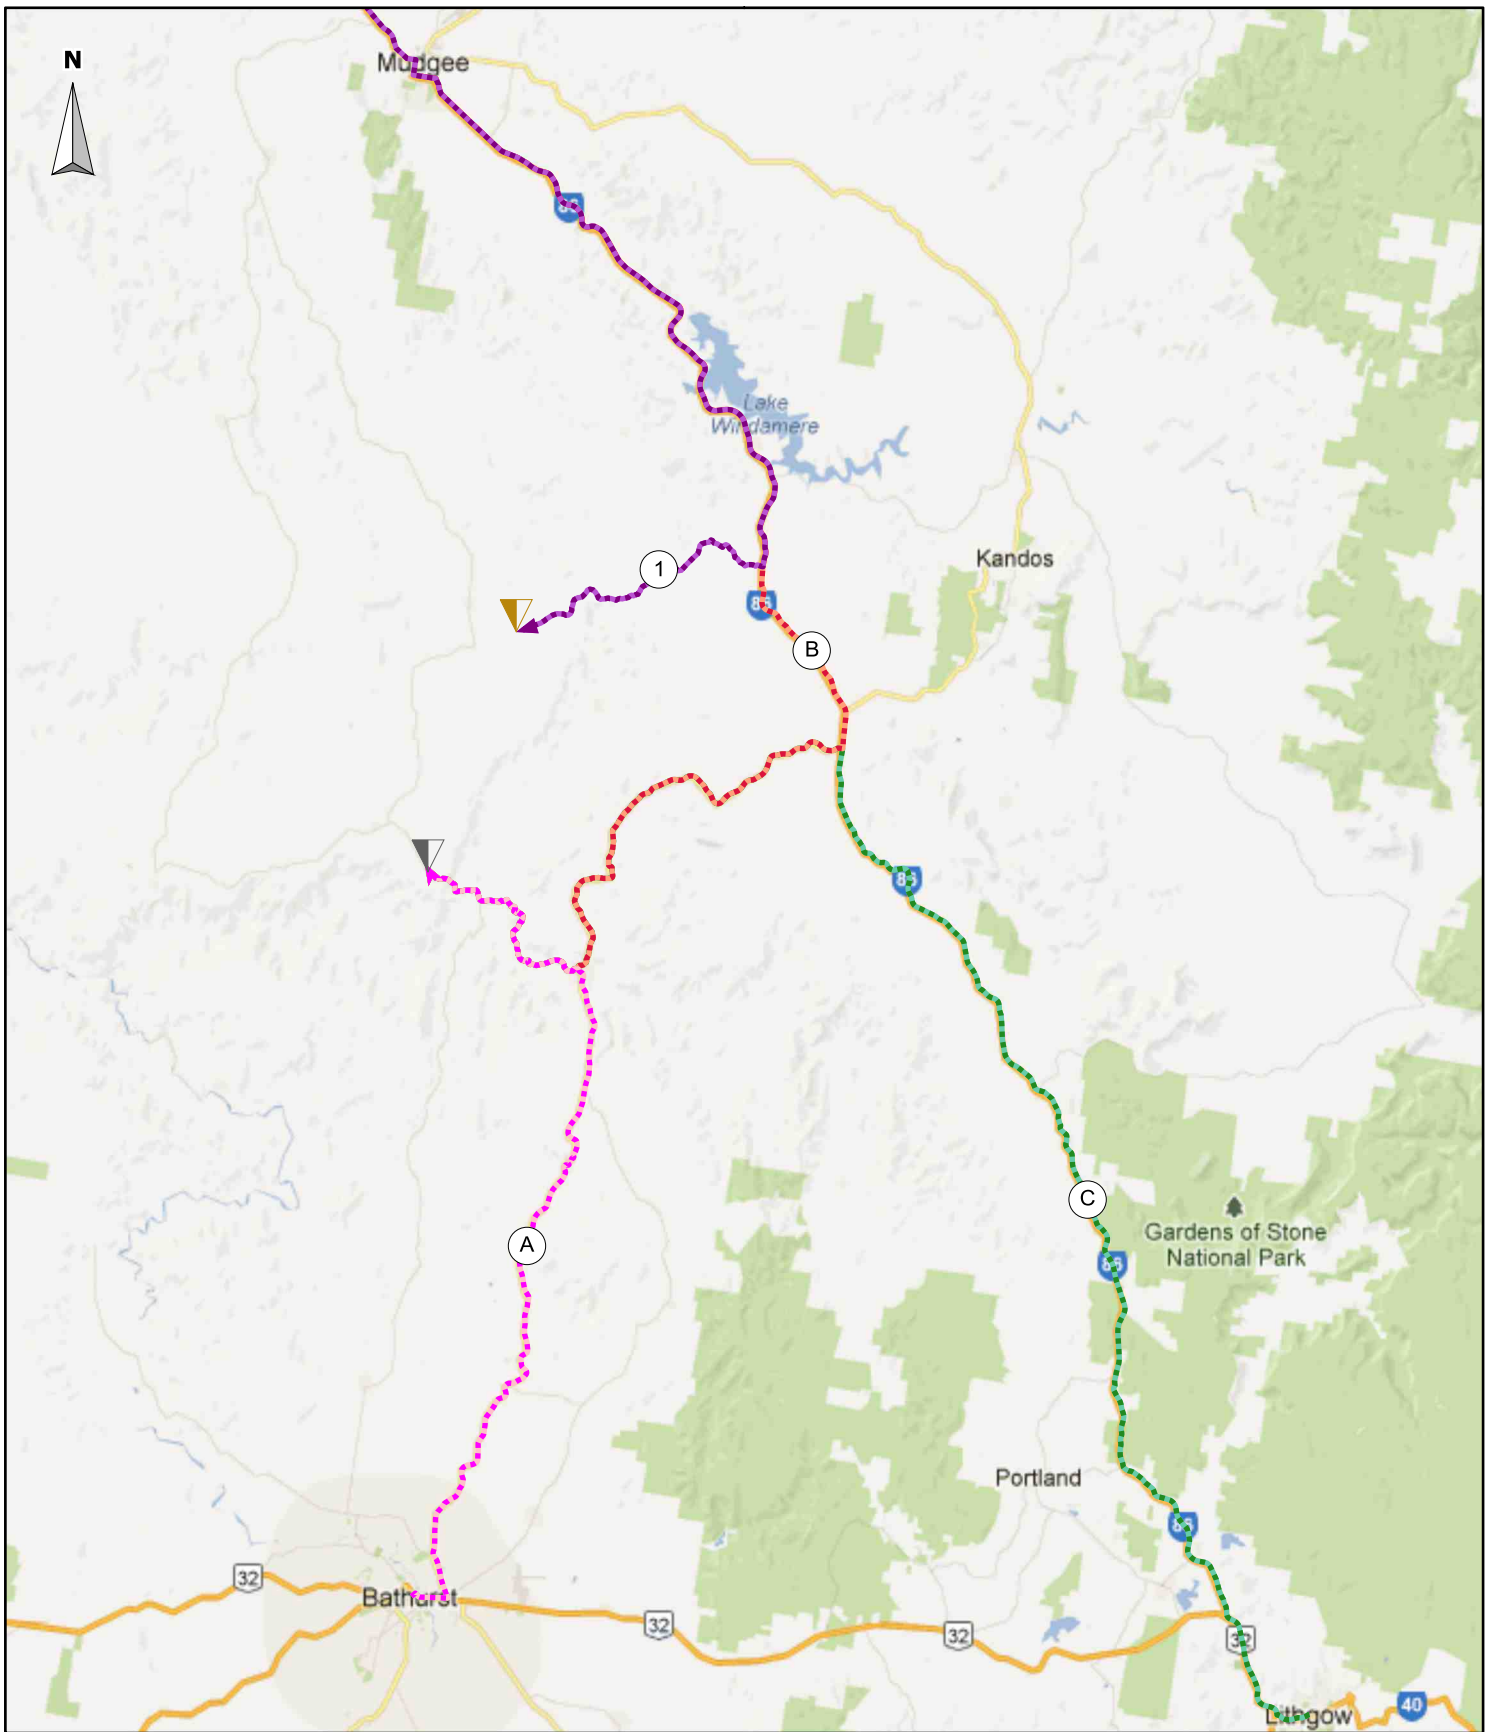 N
Mudgee
Lake
Windamere
Kandos
1
B
A
C
Gardens of Stone
National Park
Portland
32
Bathurst
32
32
32
Lithgow
40